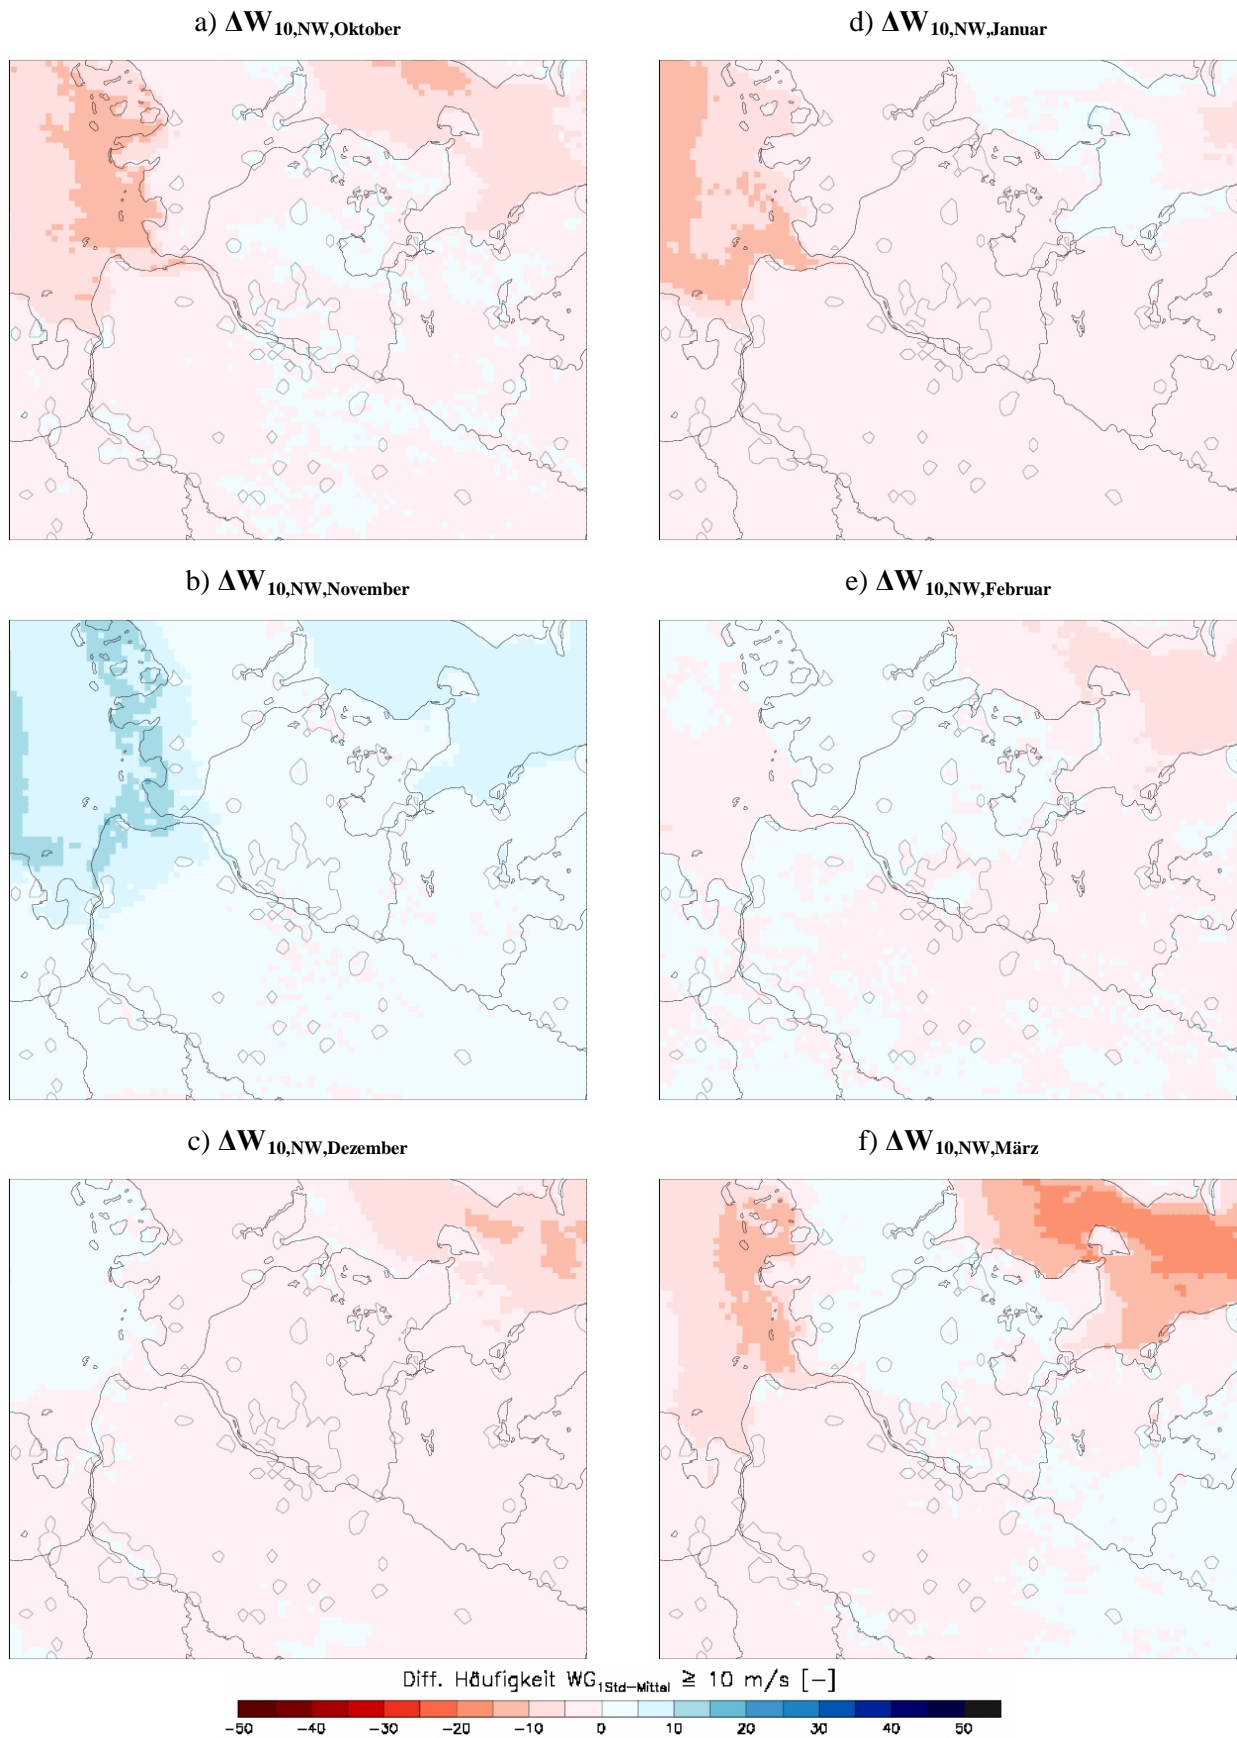 a) ΔW10,NW,Oktober
d) ΔW10,NW,Januar
b) ΔW10,NW,November
e) ΔW10,NW,Februar
c) ΔW10,NW,Dezember
f) ΔW10,NW,März
Diff. Häufigkeit WG1Std-Mittel ≧ 10 m/s [-]
-50 -40 -30 -20 -10 0 10 20 30 40 50